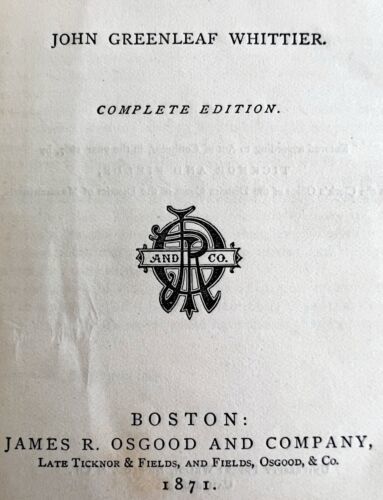 JOHN GREENLEAF WHITTIER.
COMPLETE EDITION.
AND CO.
BOSTON:
JAMES R. OSGOOD AND COMPANY,
LATE TICKNOR & FIELDS, AND FIELDS, OSGOOD, & CO.
1871.